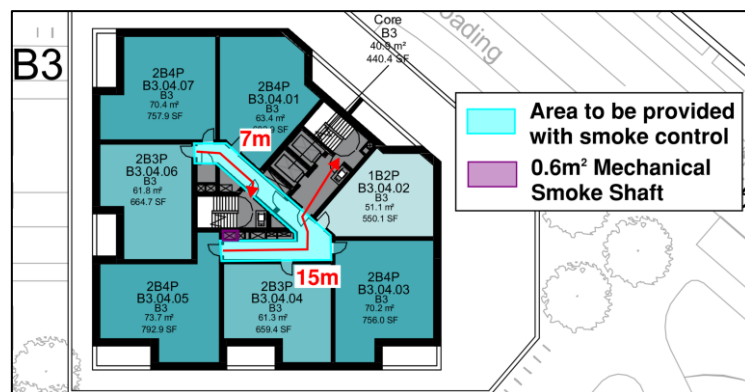 Core
B3
40.9 m²
440.4 SF
Loading
B3
2B4P
B3.04.07
B3
70.4 m²
757.9 SF
2B4P
B3.04.01
B3
63.4 m²
7m
2B3P
B3.04.06
B3
61.8 m²
664.7 SF
1B2P
B3.04.02
B3
51.1 m²
550.1 SF
15m
2B4P
B3.04.05
B3
73.7 m²
792.9 SF
2B3P
B3.04.04
B3
61.3 m²
659.4 SF
2B4P
B3.04.03
B3
70.2 m²
756.0 SF
Area to be provided
with smoke control
0.6m² Mechanical
Smoke Shaft